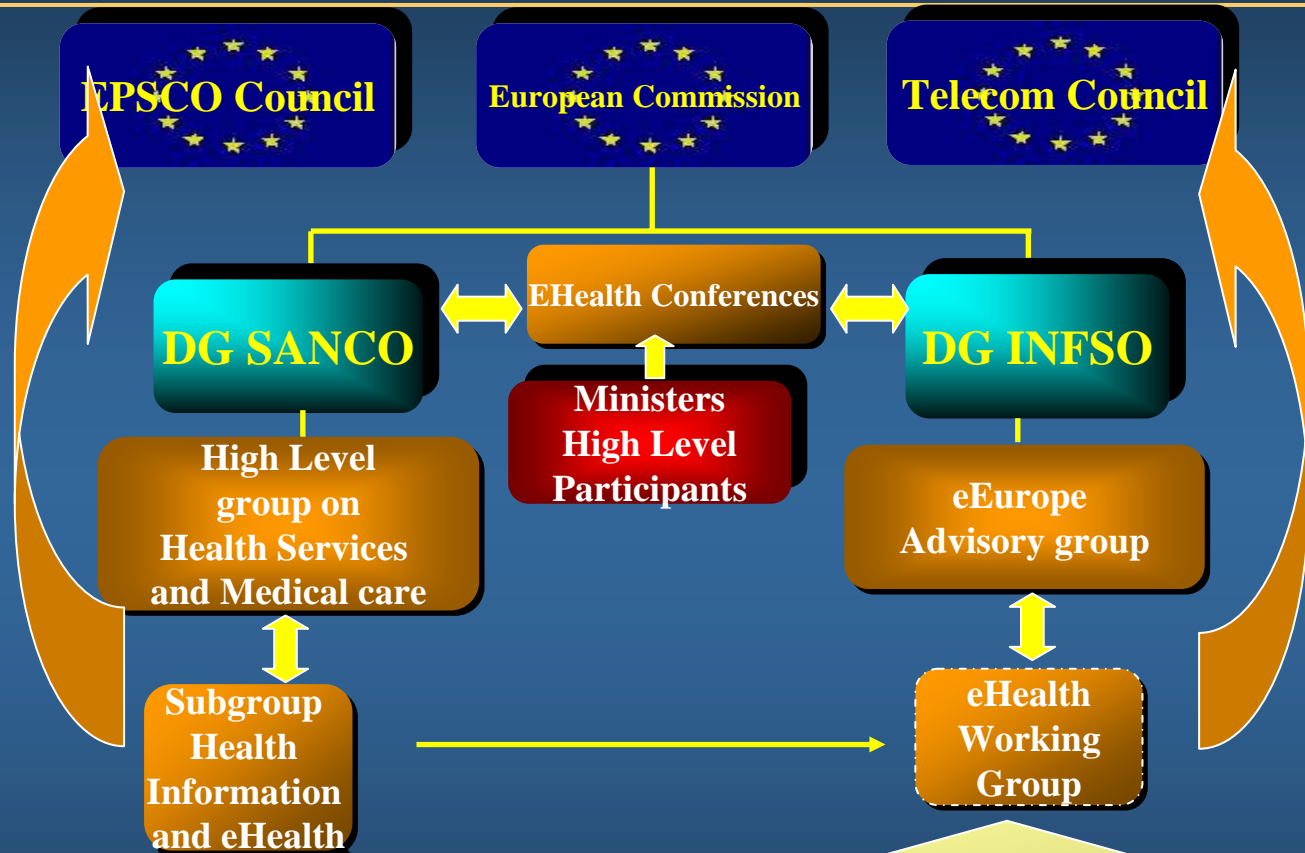 EPSCO Council
European Commission
Telecom Council
EHealth Conferences
DG SANCO
DG INFSO
Ministers
High Level
Participants
High Level
group on
Health Services
and Medical care
eEurope
Advisory group
Subgroup
Health
Information
and eHealth
eHealth
Working
Group